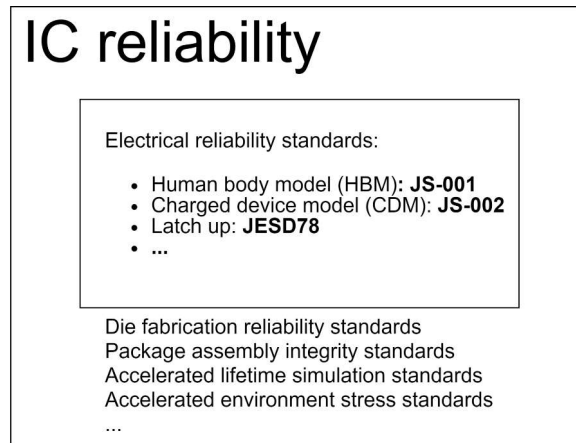 IC reliability
Electrical reliability standards:
• Human body model (HBM): JS-001
• Charged device model (CDM): JS-002
• Latch up: JESD78
• ...
Die fabrication reliability standards
Package assembly integrity standards
Accelerated lifetime simulation standards
Accelerated environment stress standards
...